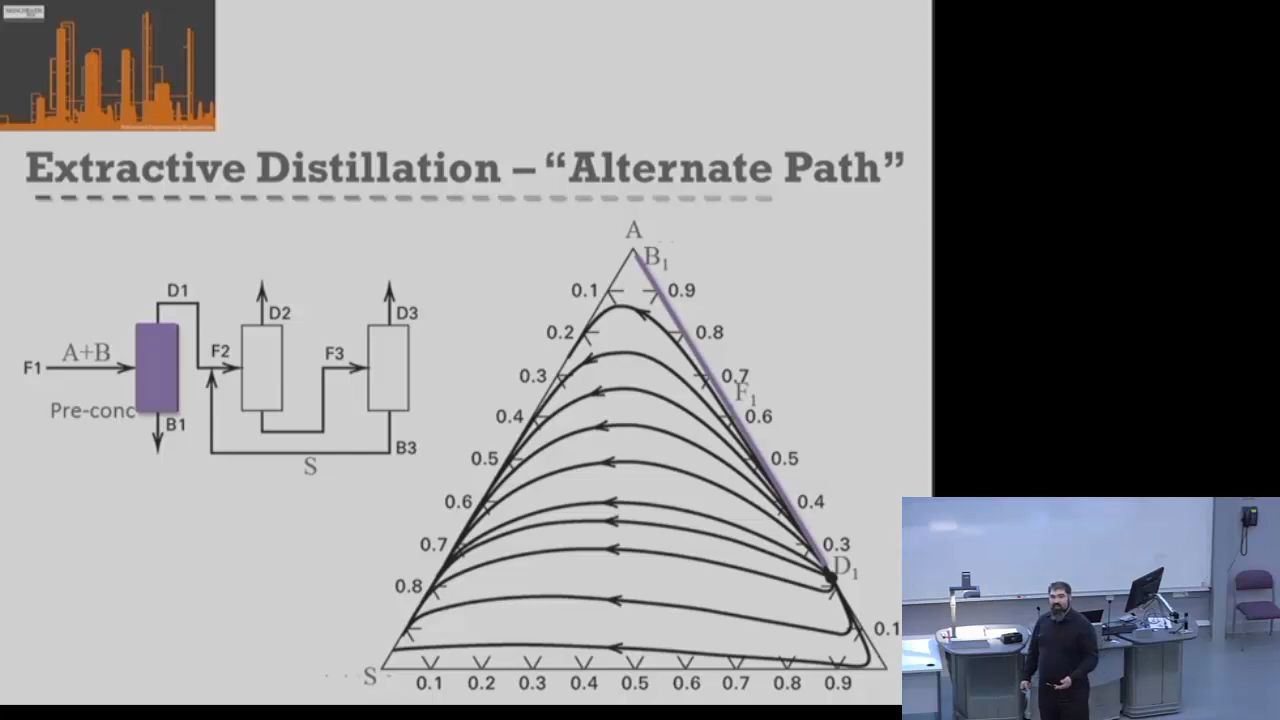 Extractive Distillation – “Alternate Path”
D1
D2
D3
F1
A+B
F2
F3
Pre-conc
B1
B3
S
A
B₁
0.1
0.9
0.2
0.8
0.3
0.7
F₁
0.4
0.6
0.5
0.5
0.6
0.4
0.7
0.3
D₁
0.8
0.1
S
0.1 0.2 0.3 0.4 0.5 0.6 0.7 0.8 0.9